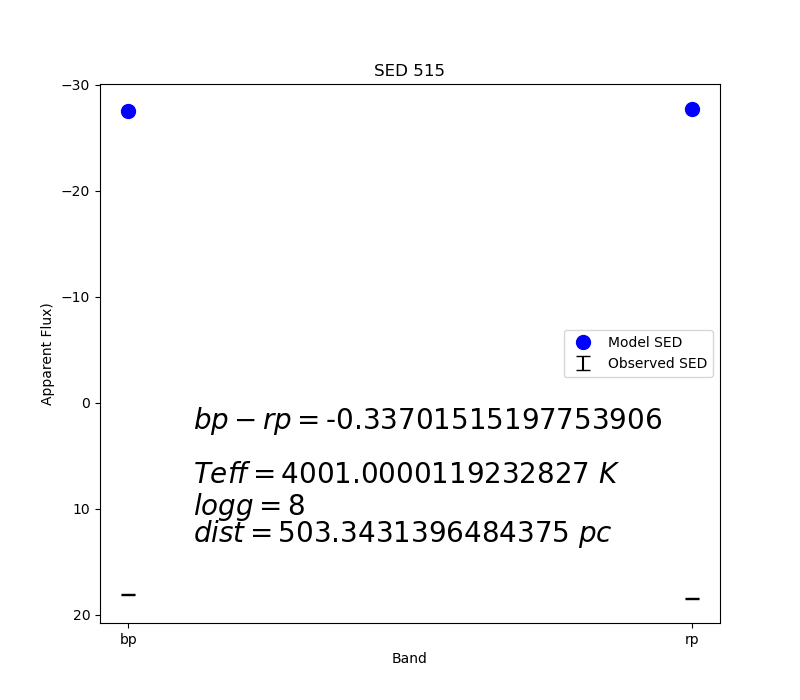 SED 515
−30
−20
−10
0
10
20
Apparent Flux)
Model SED
Observed SED
bp − rp = -0.33701515197753906
Teff = 4001.0000119232827 K
logg = 8
dist = 503.3431396484375 pc
bp
rp
Band